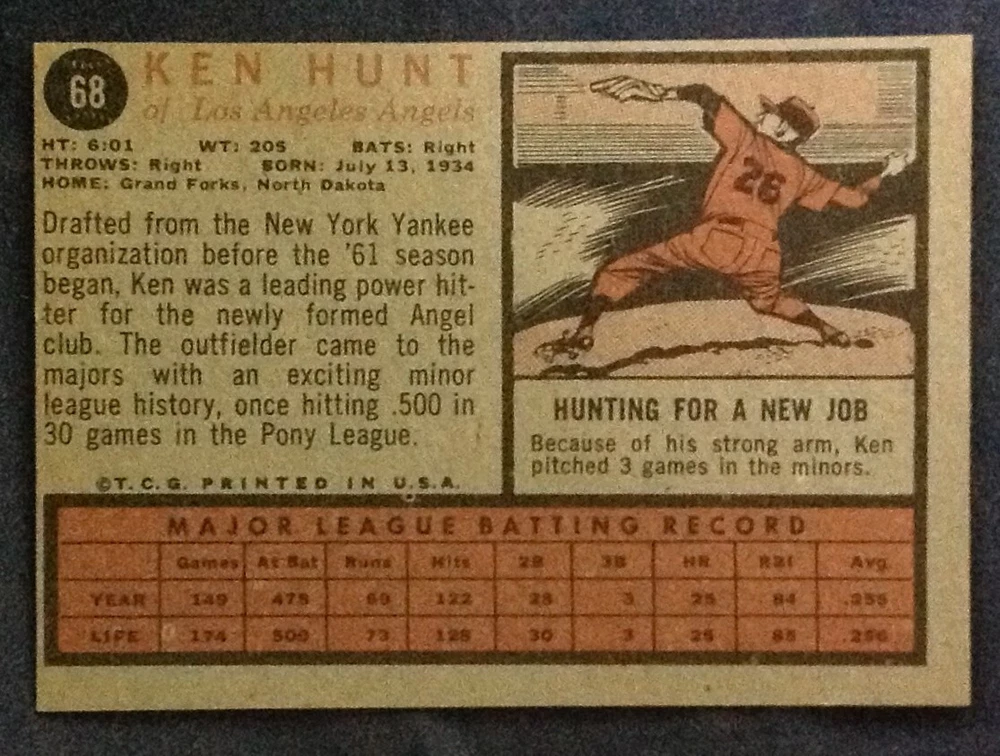 68
KEN HUNT
of Los Angeles Angels
HT: 6:01 WT: 205 BATS: Right
THROWS: Right BORN: July 13, 1934
HOME: Grand Forks, North Dakota
Drafted from the New York Yankee
organization before the '61 season
began, Ken was a leading power hit-
ter for the newly formed Angel
club. The outfielder came to the
majors with an exciting minor
league history, once hitting .500 in
30 games in the Pony League.
©T.C.G. PRINTED IN U.S.A.
26
HUNTING FOR A NEW JOB
Because of his strong arm, Ken
pitched 3 games in the minors.
MAJOR LEAGUE BATTING RECORD
Games At Bat Runs Hits 2B 3B HR RBI Avg.
YEAR 149 479 69 122 28 3 25 84 .255
LIFE 174 500 73 128 30 3 25 85 .256